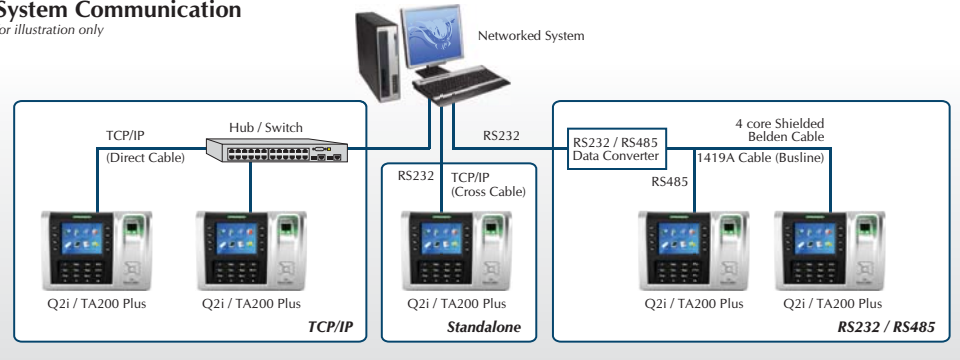 System Communication
or illustration only
Networked System
TCP/IP
(Direct Cable)
Hub / Switch
RS232
TCP/IP
(Cross Cable)
RS232
RS232 / RS485
Data Converter
RS485
4 core Shielded
Belden Cable
1419A Cable (Busline)
Q2i / TA200 Plus
Q2i / TA200 Plus
Q2i / TA200 Plus
Q2i / TA200 Plus
Q2i / TA200 Plus
TCP/IP
Standalone
RS232 / RS485